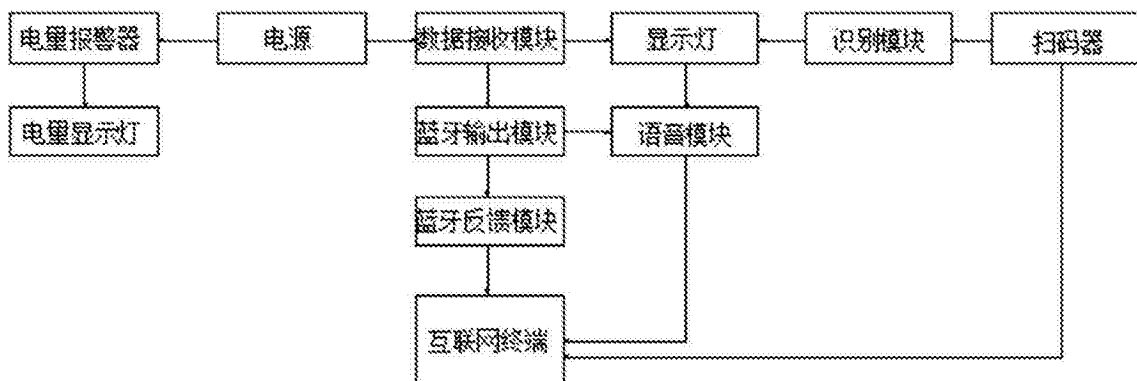 电量报警器
电源
数据接收模块
显示灯
识别模块
扫码器
电量显示灯
蓝牙输出模块
语音模块
蓝牙反馈模块
互联网终端